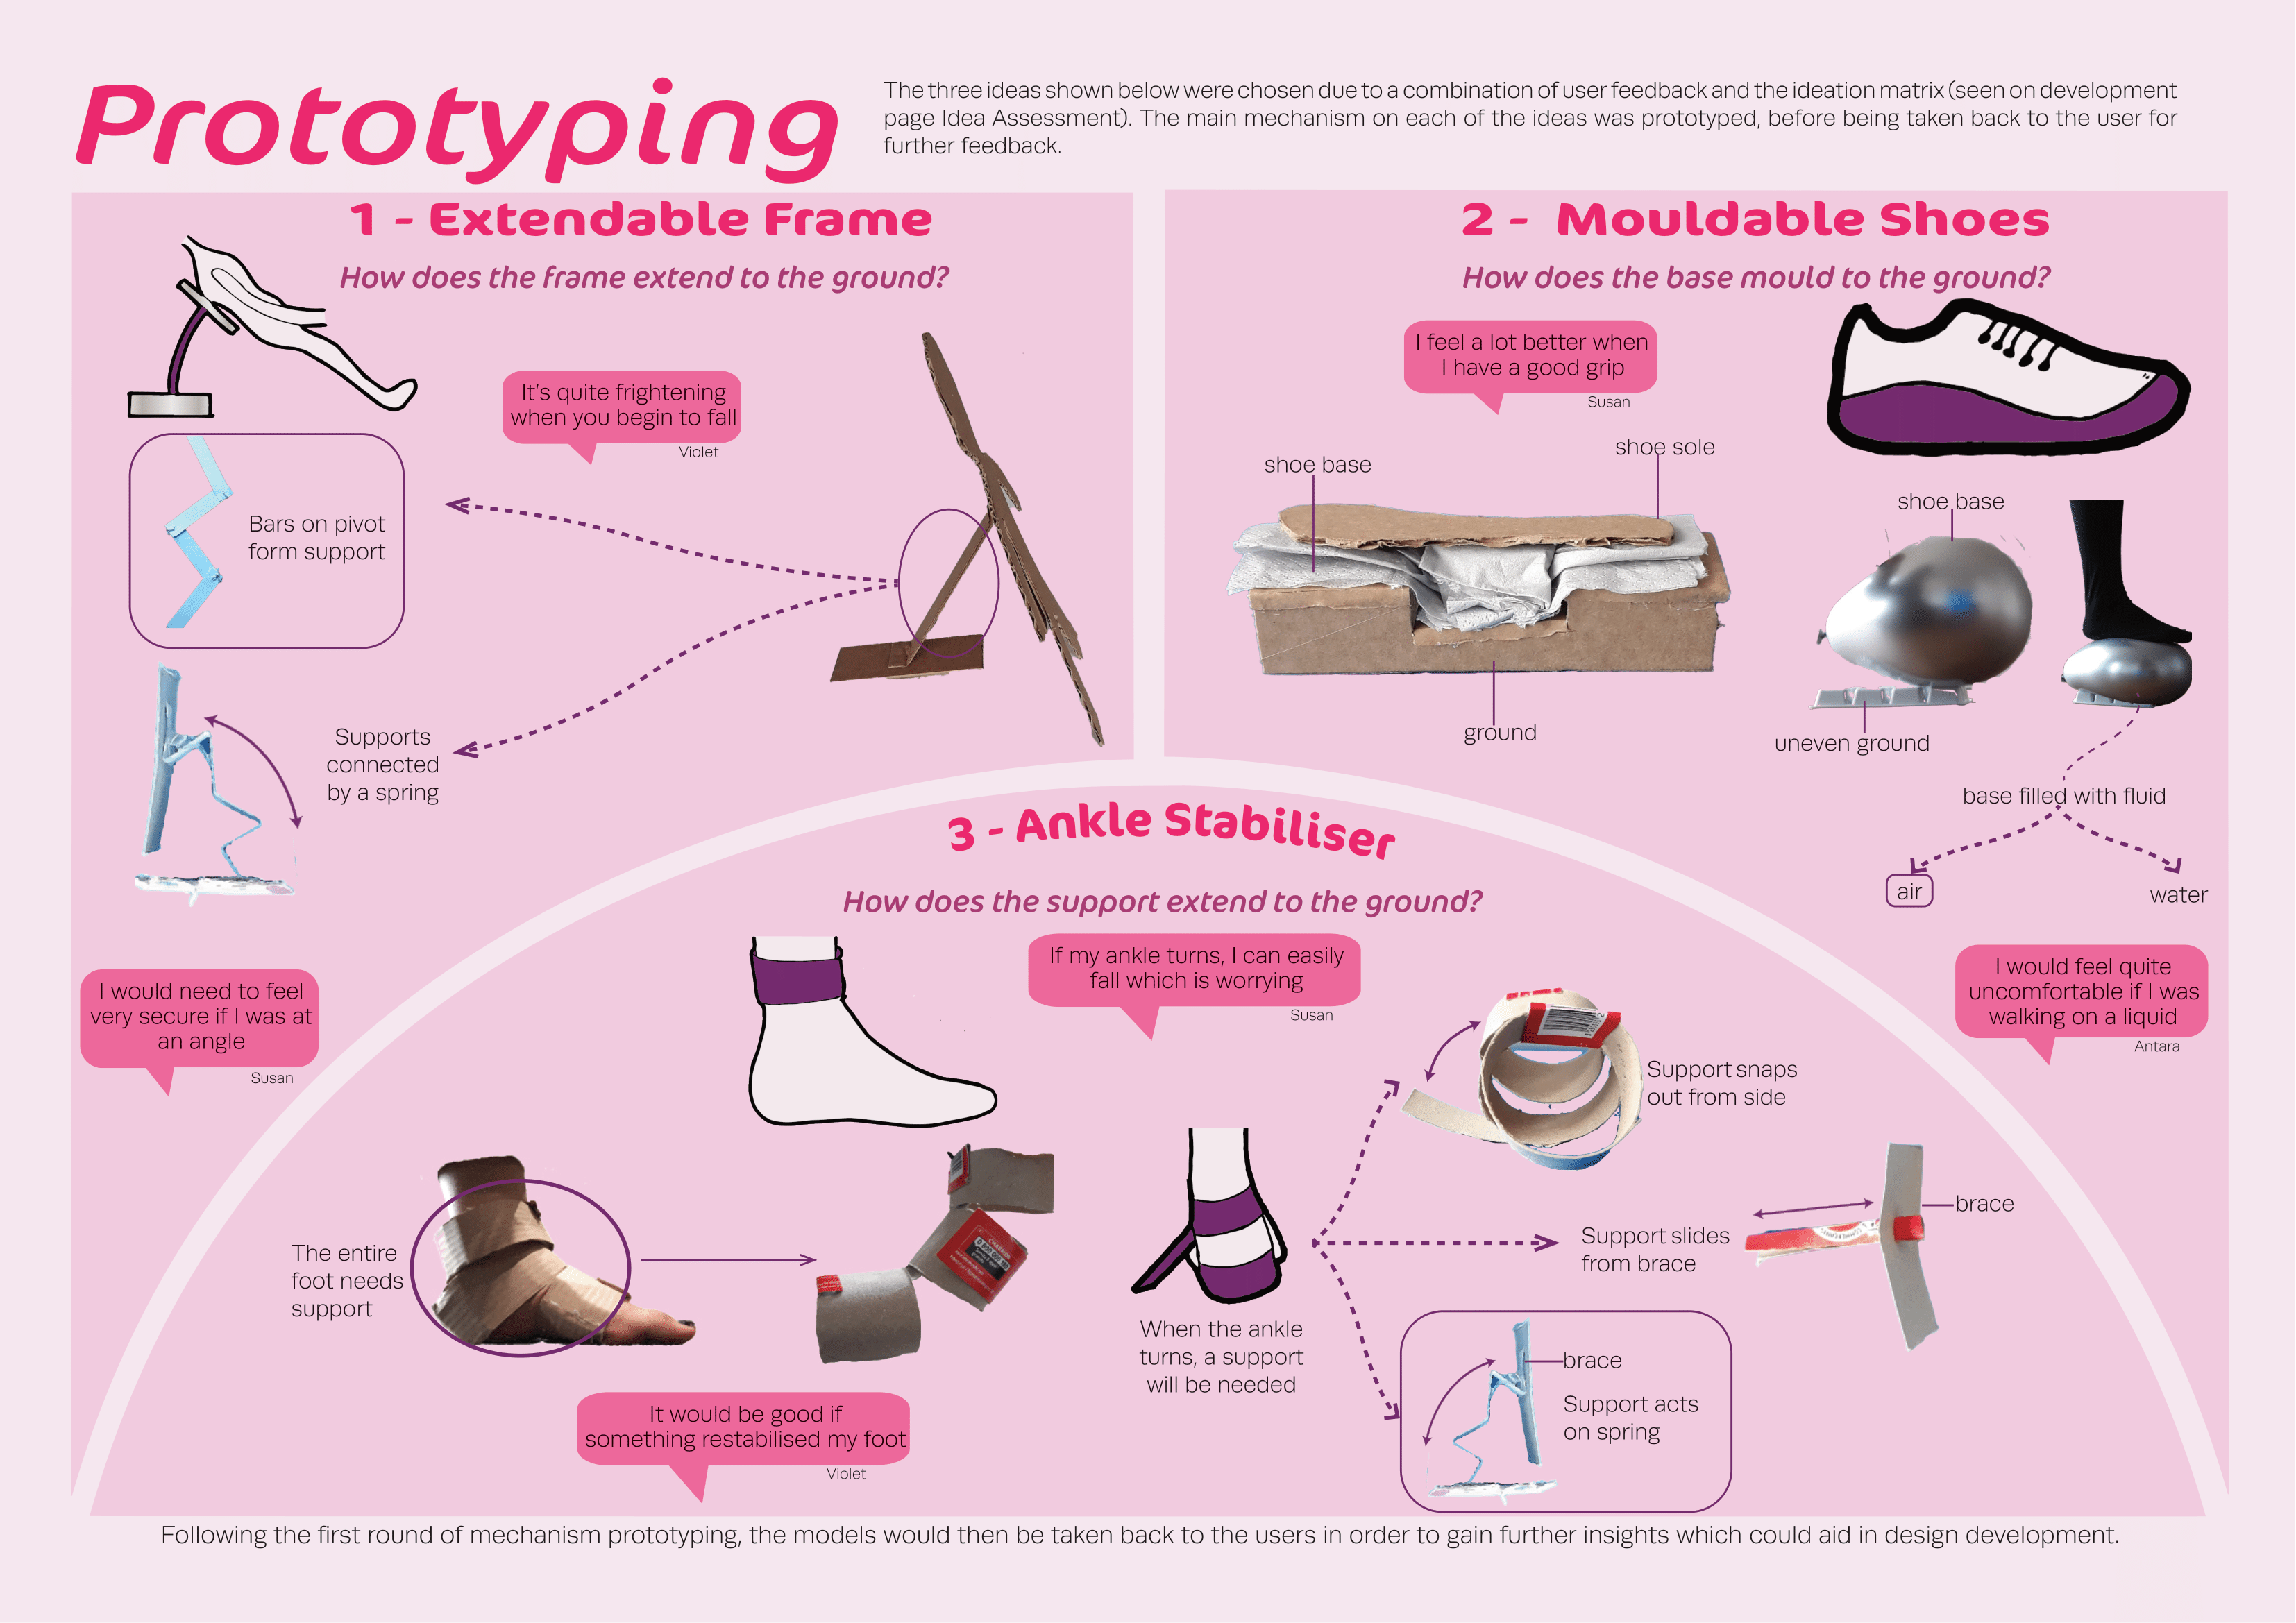 Prototyping
The three ideas shown below were chosen due to a combination of user feedback and the ideation matrix (seen on development
page Idea Assessment). The main mechanism on each of the ideas was prototyped, before being taken back to the user for
further feedback.
1 - Extendable Frame
How does the frame extend to the ground?
It's quite frightening
when you begin to fall
Violet
Bars on pivot
form support
Supports
connected
by a spring
I would need to feel
very secure if I was at
an angle
Susan
2 - Mouldable Shoes
How does the base mould to the ground?
I feel a lot better when
I have a good grip
Susan
shoe base
shoe sole
ground
shoe base
uneven ground
base filled with fluid
air
water
I would feel quite
uncomfortable if I was
walking on a liquid
Antara
3 - Ankle Stabiliser
How does the support extend to the ground?
If my ankle turns, I can easily
fall which is worrying
Susan
The entire
foot needs
support
It would be good if
something restabilised my foot
Violet
When the ankle
turns, a support
will be needed
Support snaps
out from side
Support slides
from brace
brace
brace
Support acts
on spring
Following the first round of mechanism prototyping, the models would then be taken back to the users in order to gain further insights which could aid in design development.